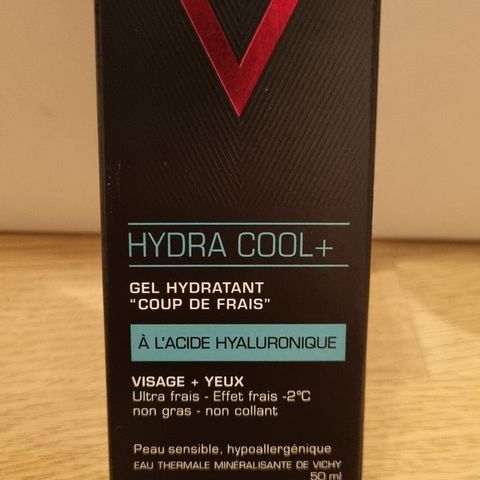 HYDRA COOL+
GEL HYDRATANT
“COUP DE FRAIS”
À L'ACIDE HYALURONIQUE
VISAGE + YEUX
Ultra frais - Effet frais -2°C
non gras - non collant
Peau sensible, hypoallergénique
EAU THERMALE MINÉRALISANTE DE VICHY
50 ml